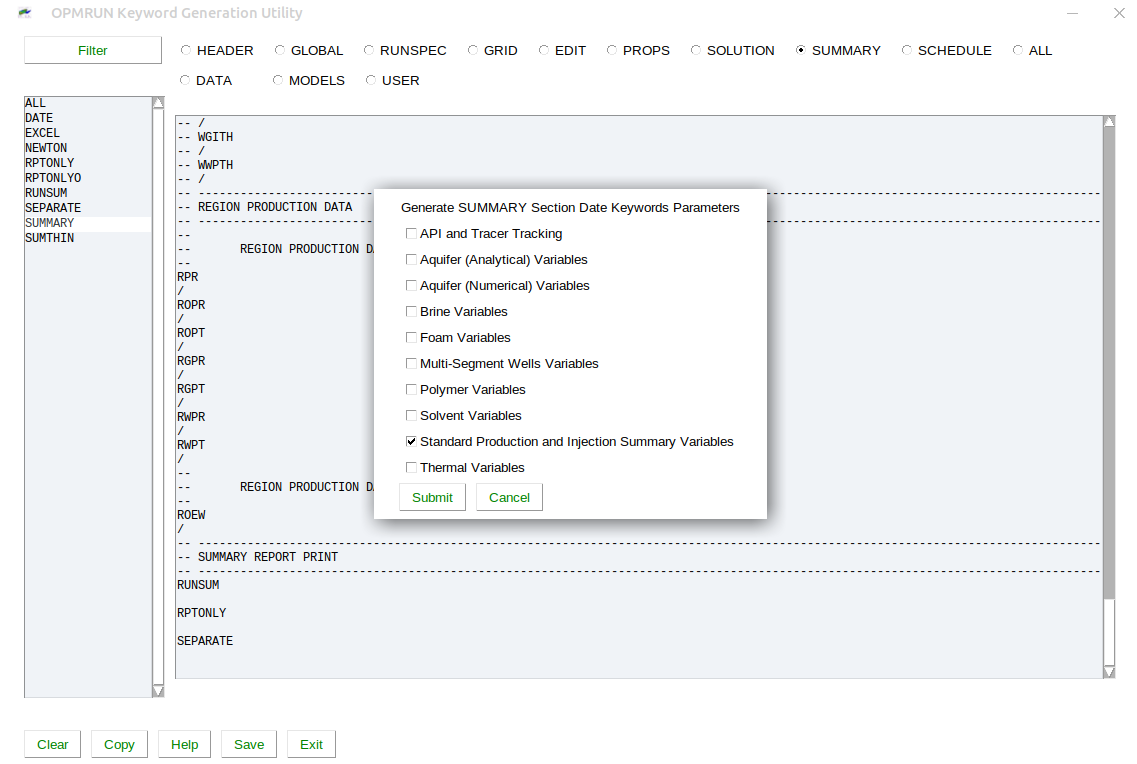 OPMRUN Keyword Generation Utility
Filter
HEADER GLOBAL RUNSPEC GRID EDIT PROPS SOLUTION SUMMARY SCHEDULE ALL
DATA MODELS USER
ALL
DATE
EXCEL
NEWTON
RPTONLY
RPTONLYO
RUNSUM
SEPARATE
SUMMARY
SUMTHIN
-- /
-- WGITH
-- /
-- WWPTH
-- /
-- REGION PRODUCTION DATA
--
-- REGION PRODUCTION DA
--
RPR
/
ROPR
/
ROPT
/
RGPR
/
RGPT
/
RWPR
/
RWPT
/
--
-- REGION PRODUCTION DA
--
ROEW
/
-- SUMMARY REPORT PRINT
RUNSUM
RPTONLY
SEPARATE
Generate SUMMARY Section Date Keywords Parameters
API and Tracer Tracking
Aquifer (Analytical) Variables
Aquifer (Numerical) Variables
Brine Variables
Foam Variables
Multi-Segment Wells Variables
Polymer Variables
Solvent Variables
Standard Production and Injection Summary Variables
Thermal Variables
Submit Cancel
Clear Copy Help Save Exit